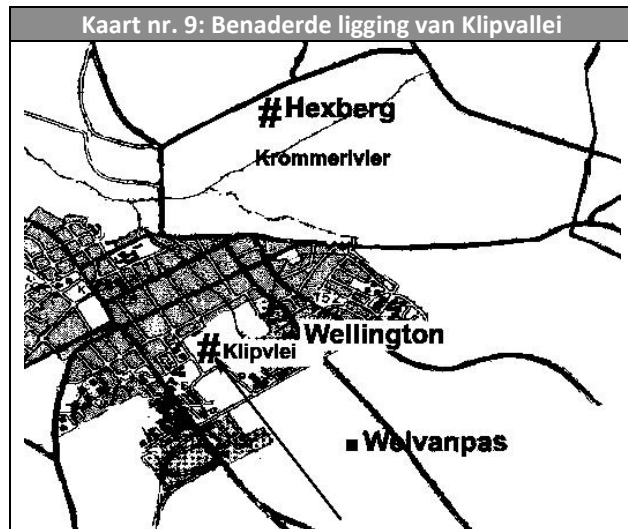 Kaart nr. 9: Benaderde ligging van Klipvallei
# Hexberg
Krommerivier
Wellington
# Klipvlei
Welvanpas